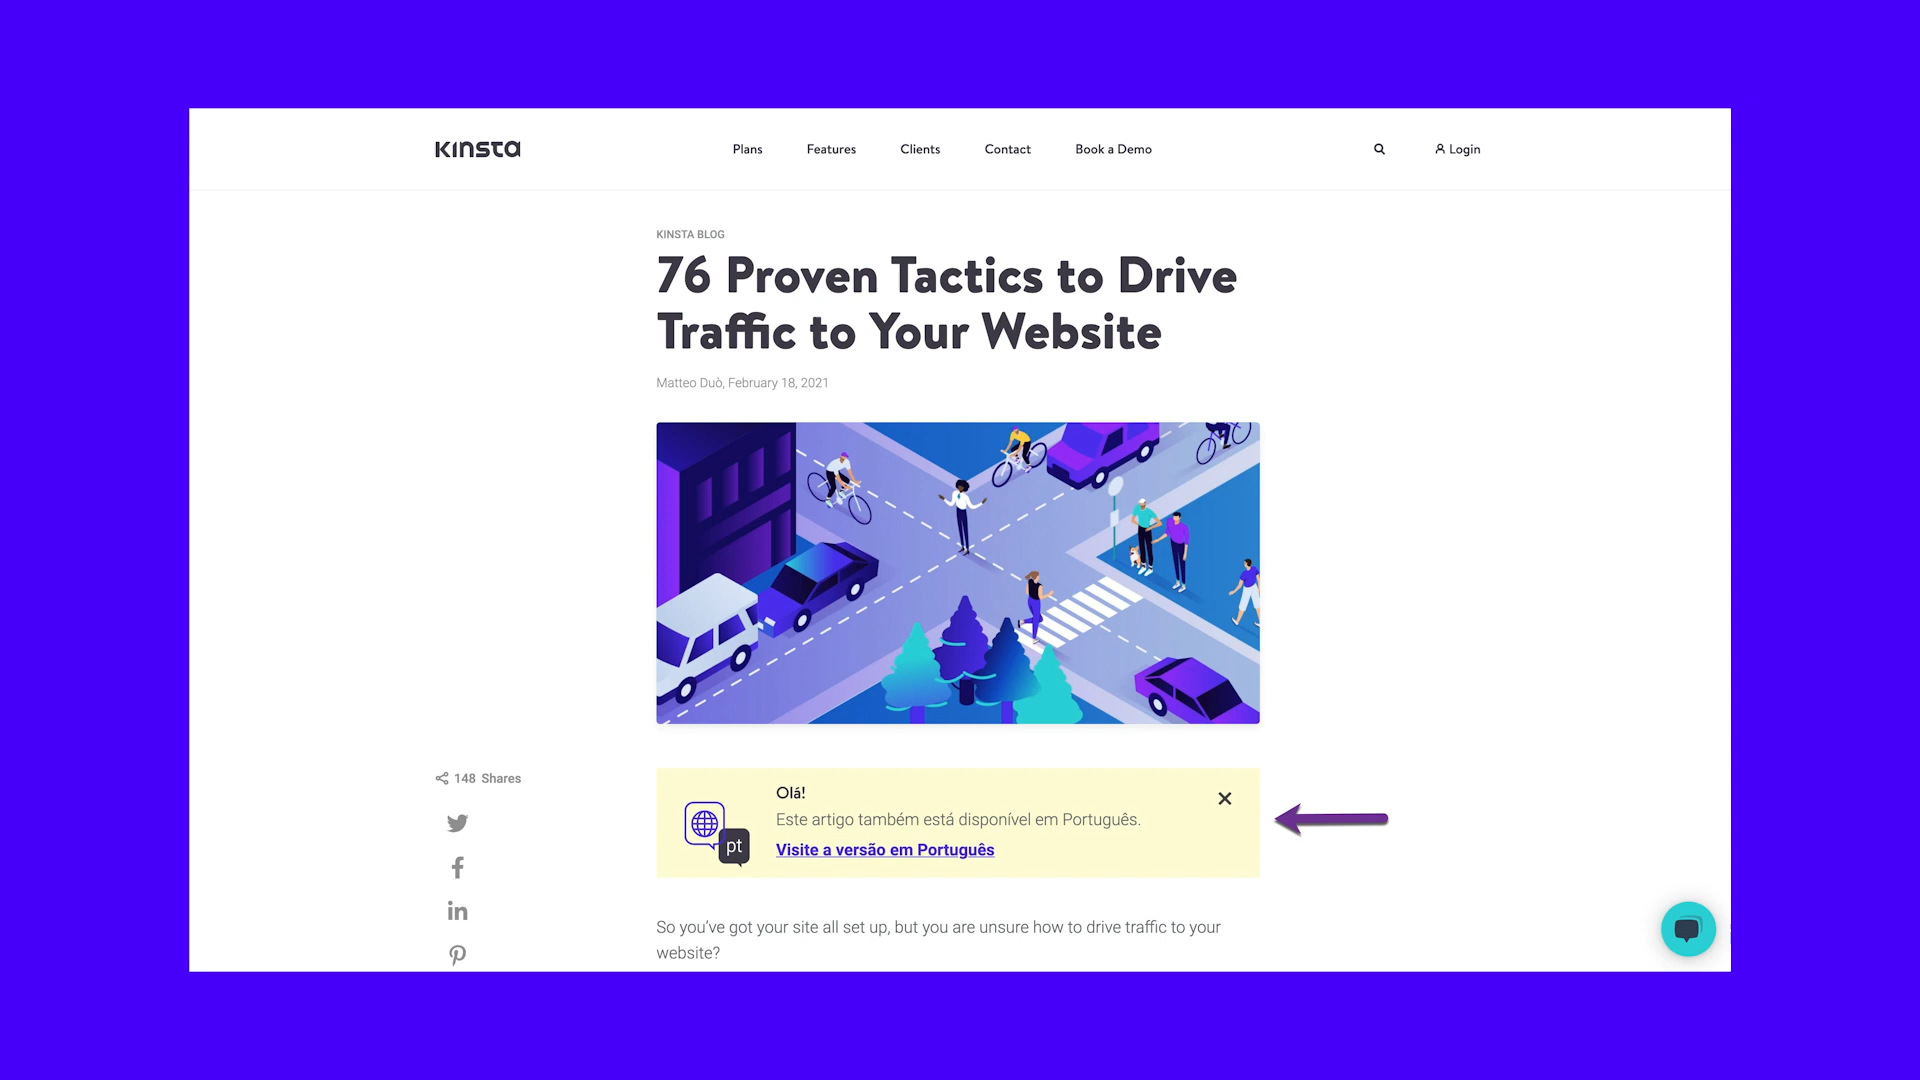 KINSTA
Plans
Features
Clients
Contact
Book a Demo
Login
KINSTA BLOG
76 Proven Tactics to Drive
Traffic to Your Website
Matteo Duò, February 18, 2021
148 Shares
Olá!
Este artigo também está disponível em Português.
pt
Visite a versão em Português
So you’ve got your site all set up, but you are unsure how to drive traffic to your
website?